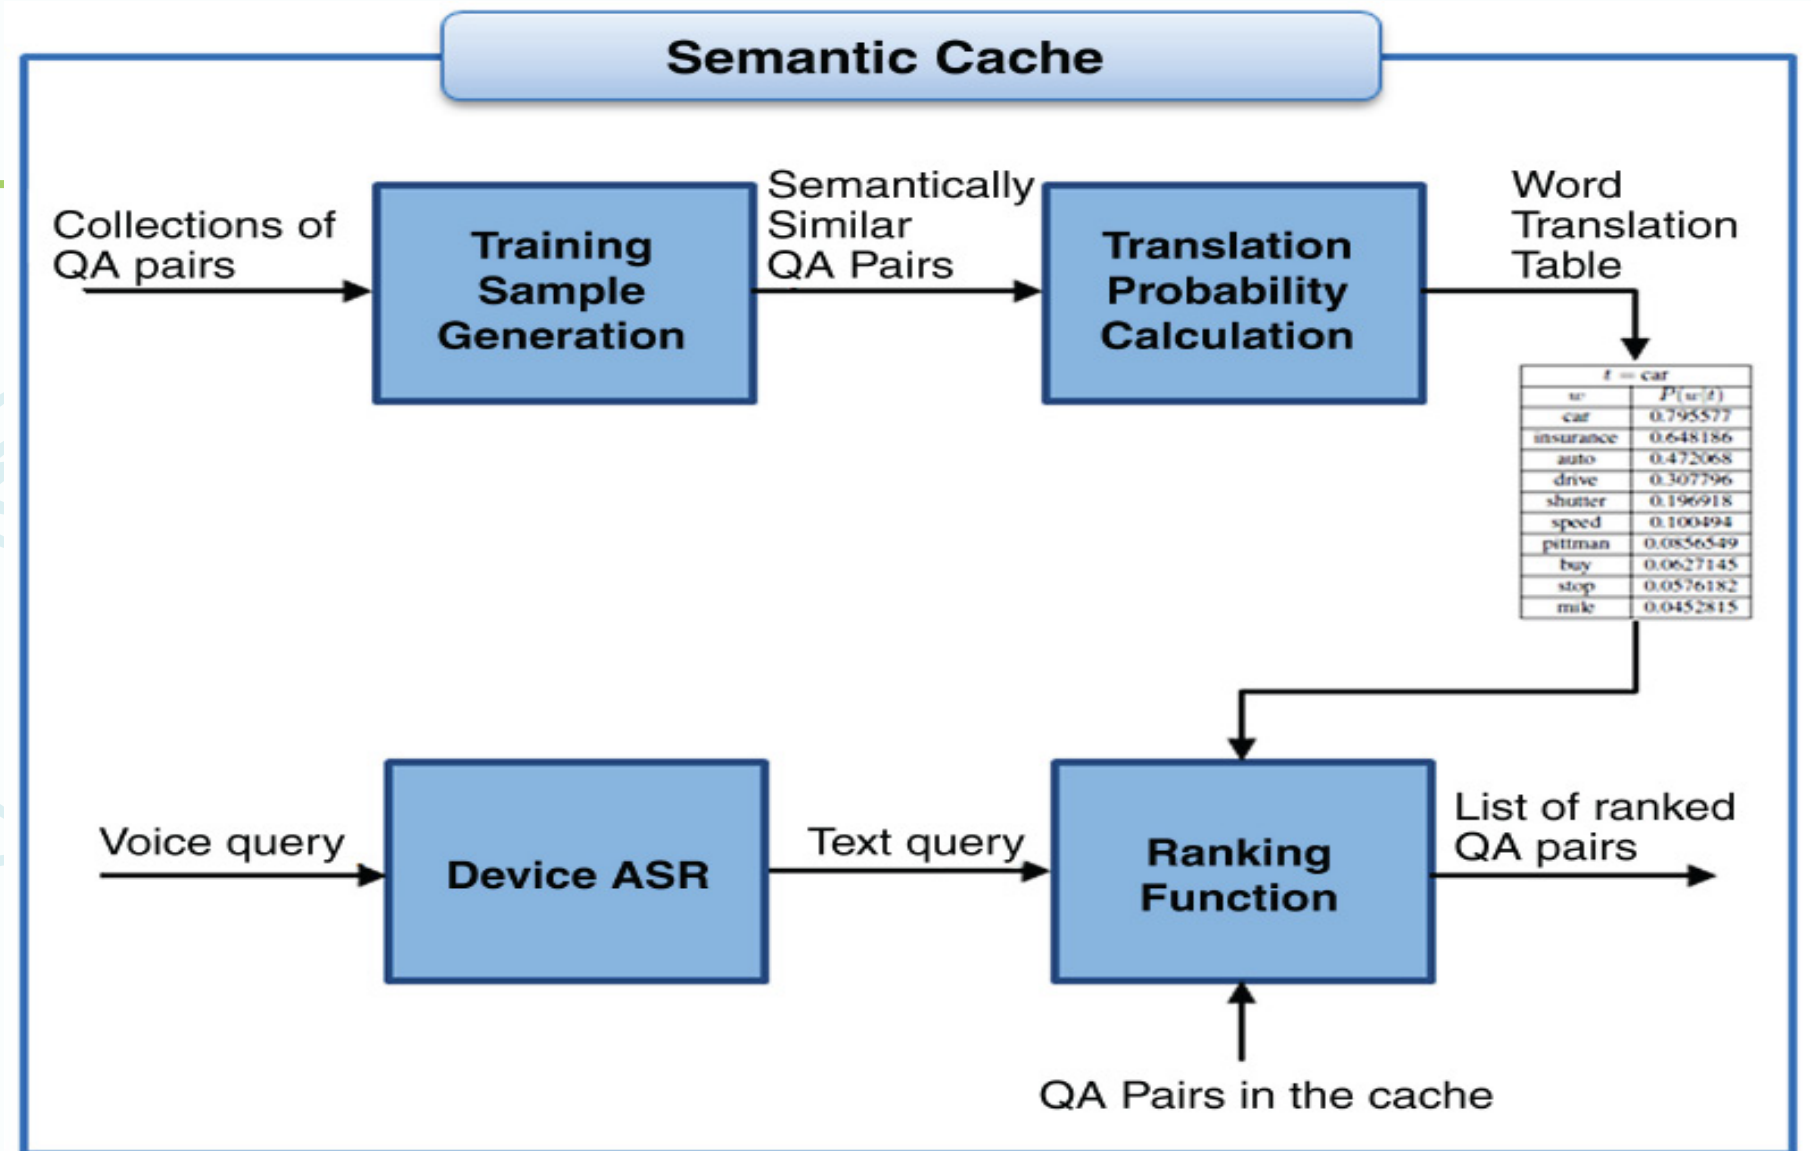 Semantic Cache
Collections of
QA pairs
Training
Sample
Generation
Semantically
Similar
QA Pairs
Translation
Probability
Calculation
Word
Translation
Table
t = car
w P(w|t)
car 0.795577
insurance 0.648186
auto 0.472068
drive 0.307796
shutter 0.196918
speed 0.100494
pittman 0.0856549
buy 0.0627145
stop 0.0576182
mile 0.0452815
Voice query
Device ASR
Text query
Ranking
Function
List of ranked
QA pairs
QA Pairs in the cache